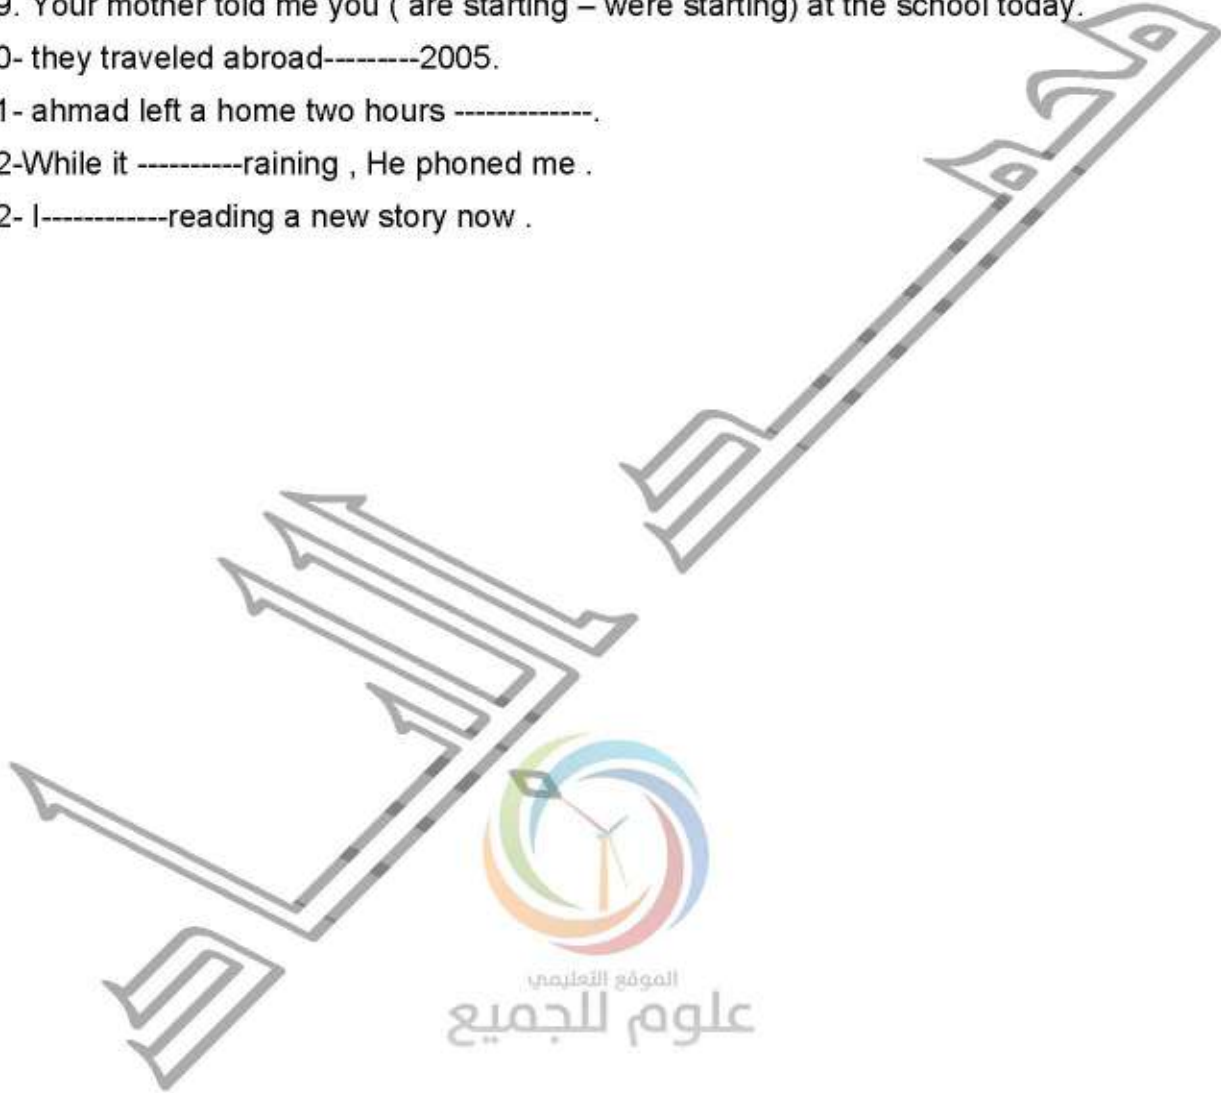 9. Your mother told me you ( are starting – were starting) at the school today.
0- they traveled abroad---------2005.
1- ahmad left a home two hours -------------.
2-While it ----------raining , He phoned me .
2- I------------reading a new story now .
الموقع التعليمي
علوم للجميع